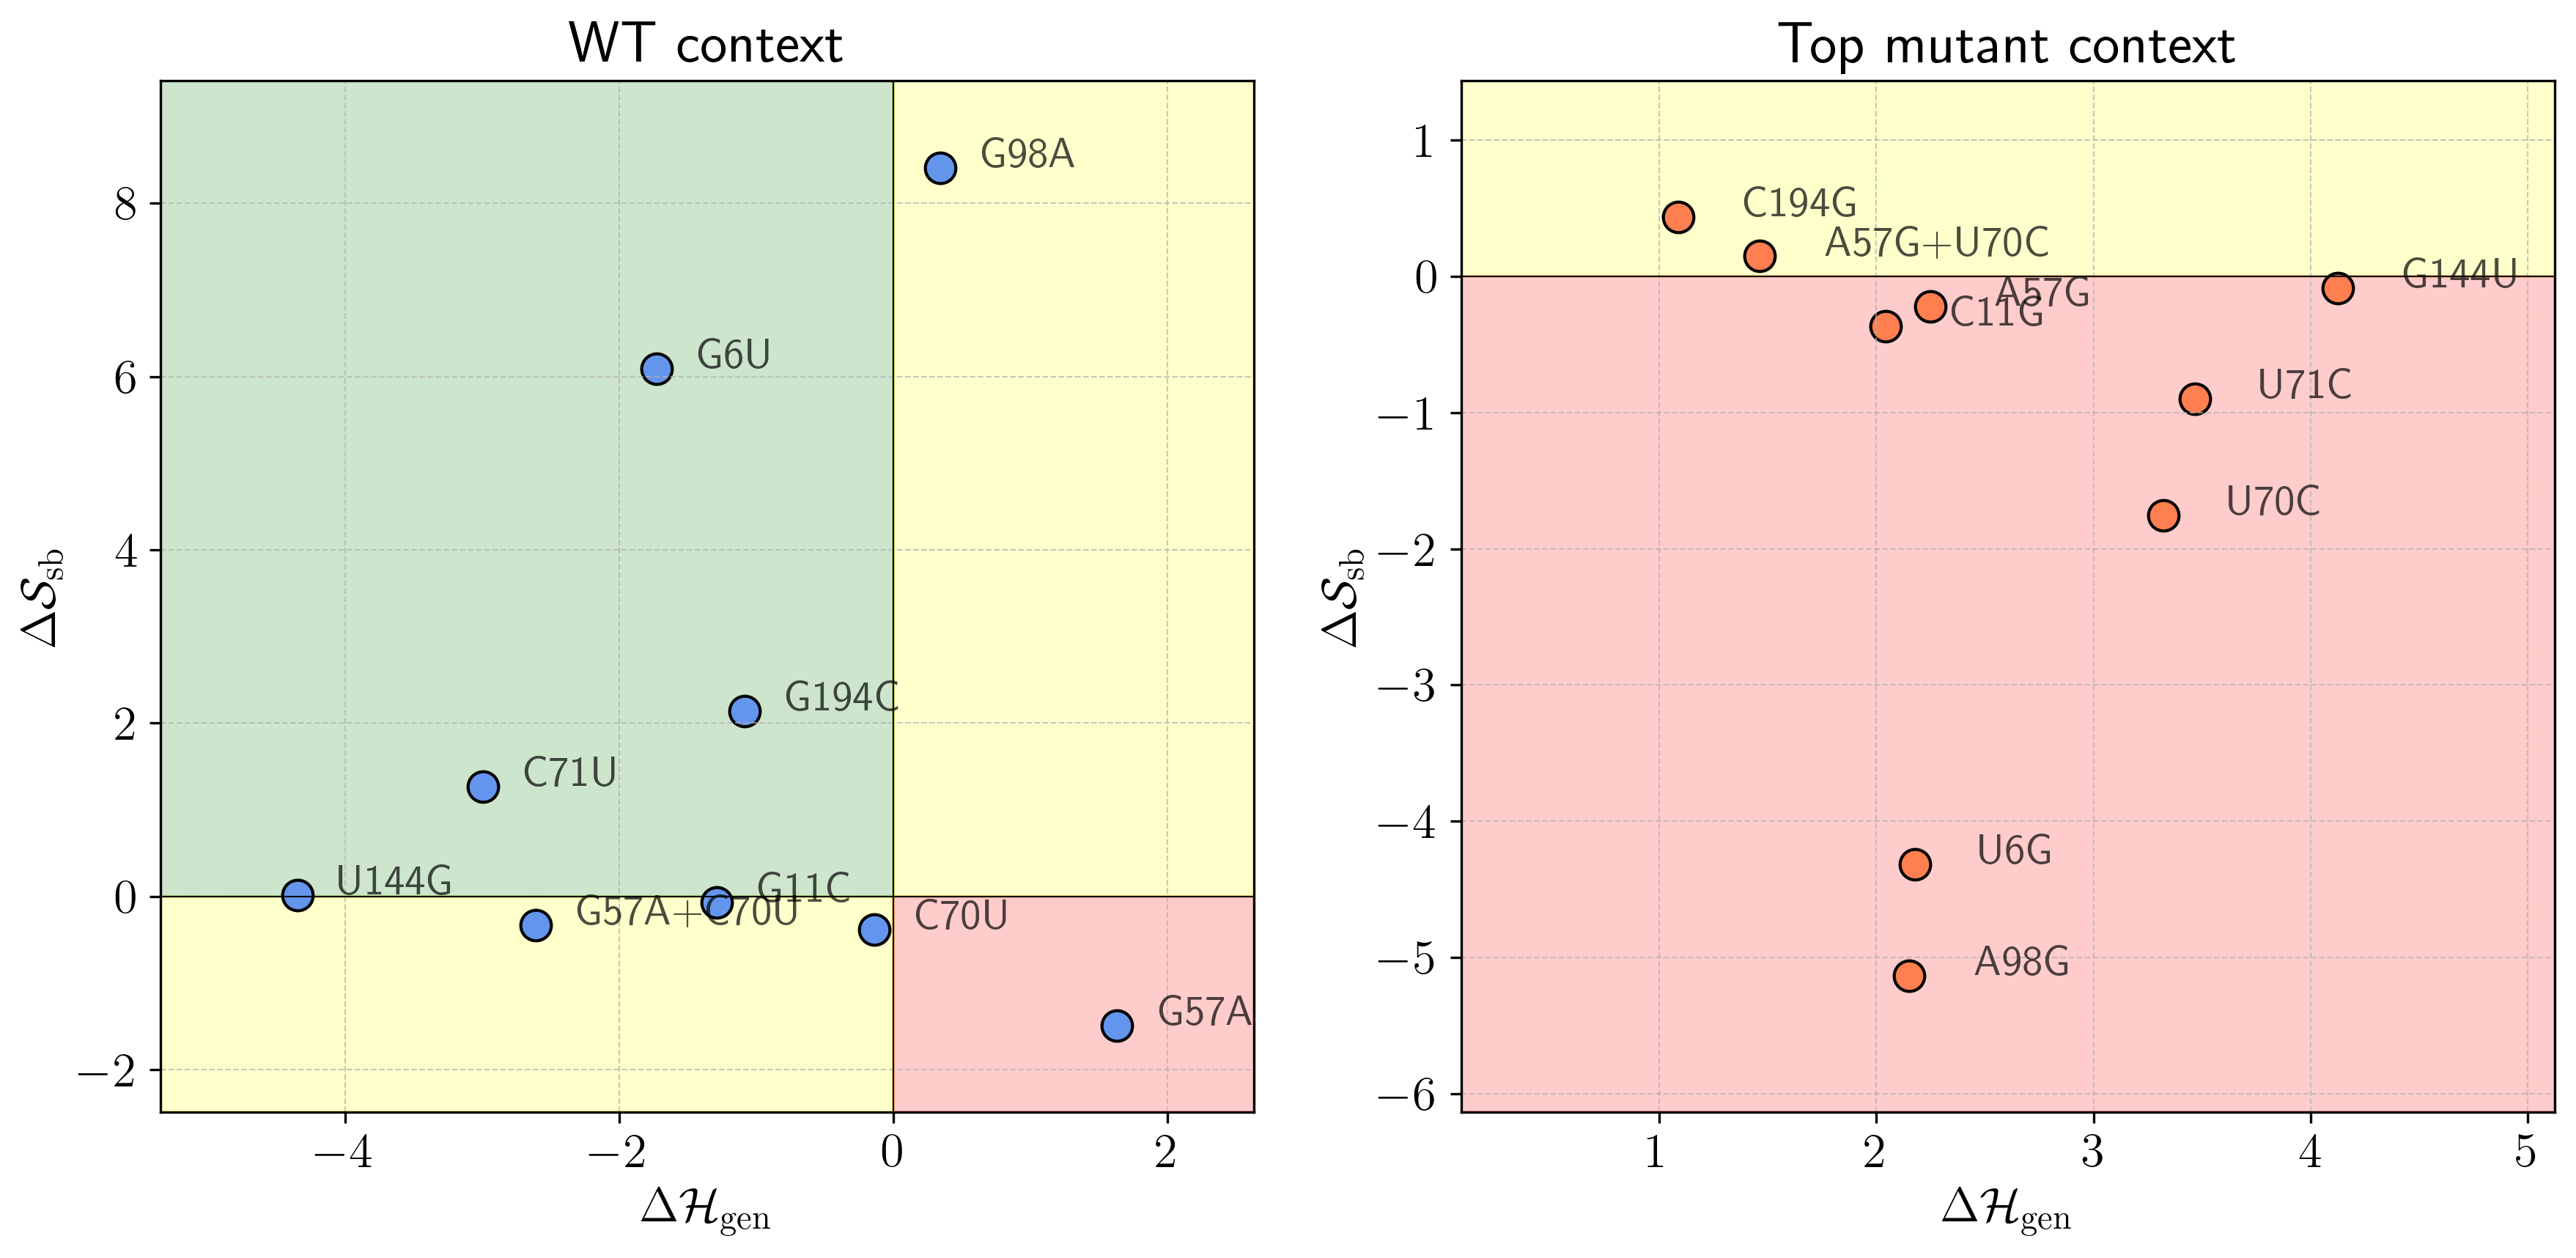 WT context
G98A
8
G6U
6
4
ΔS_sb
G194C
2
C71U
U144G
0
G11C
G57A+C70U
C70U
G57A
−2
−4
−2
0
2
ΔH_gen
Top mutant context
1
C194G
A57G+U70C
0
G144U
A57G
C11G
U71C
−1
U70C
−2
ΔS_sb
−3
−4
U6G
−5
A98G
−6
1
2
3
4
5
ΔH_gen